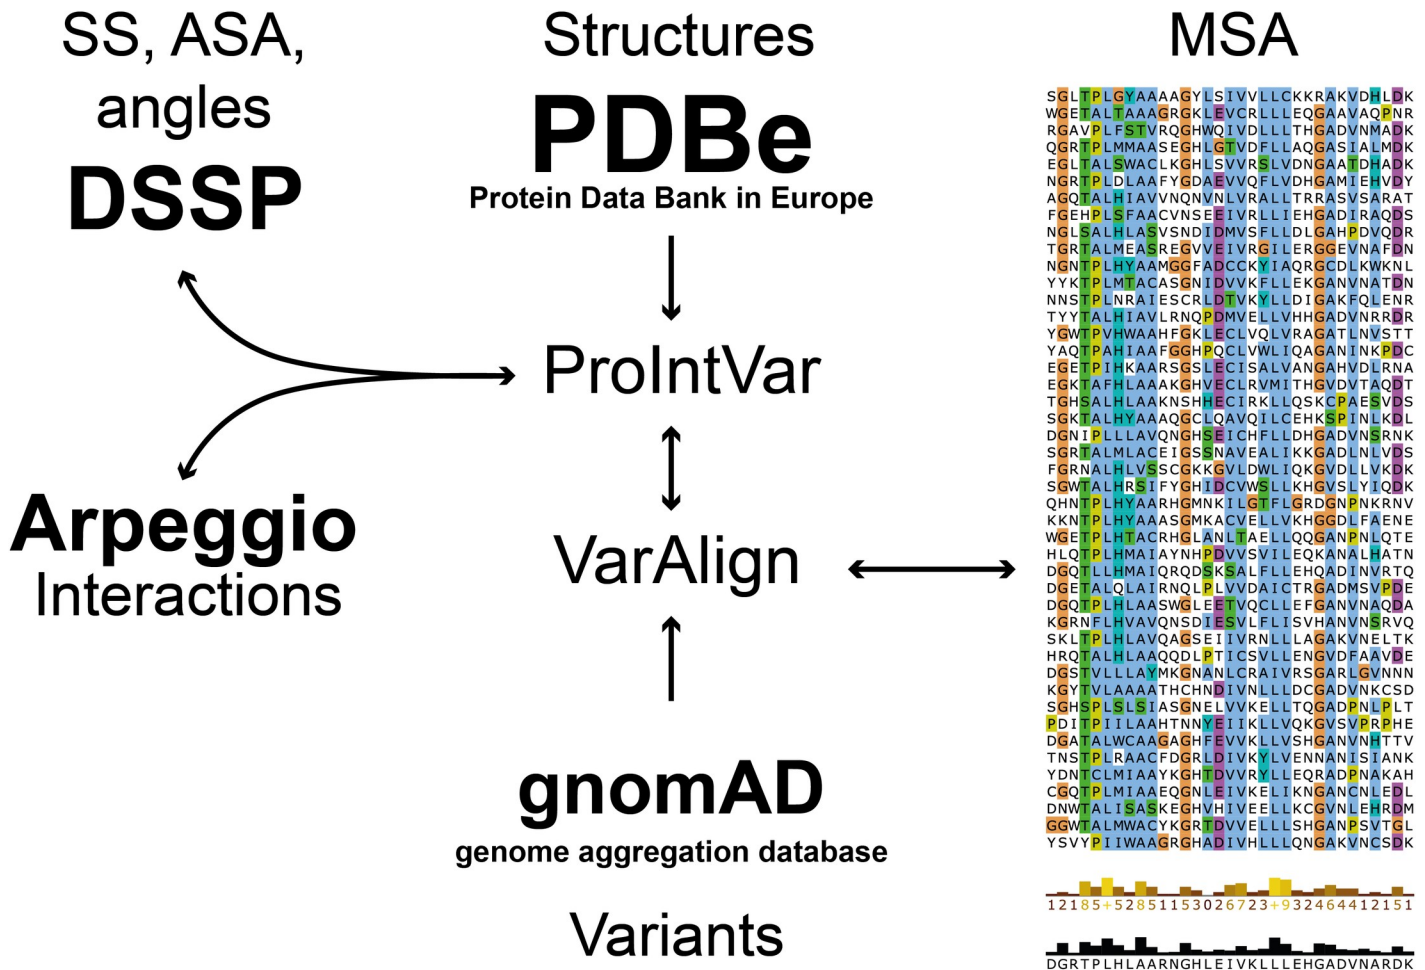 SS, ASA,
angles
DSSP
Structures
PDBe
Protein Data Bank in Europe
ProIntVar
Arpeggio
Interactions
VarAlign
gnomAD
genome aggregation database
Variants
MSA
SGLTPLGYAAAAGYLSIVVLLCKKRAKVDHLDK
WGETALTAAAGRGKLEVCRLLLEQGAAVAQPNR
RGAVPLFSTVRQGHWQIVDLLLTHGADVNMADK
QGRTPLMMAASEGHLGTVDFLLAQGASIALMDK
EGLTALSWACLKGHLSVVRSLVDNGAATDHADK
NGRTPLDLAAFYGDAEVVQFLVDHGAMIEHVDY
AGQTALHIAVVNQNVNLVRALLTRRASVSARAT
FGEHPLSFAACVNSEEIVRLLIEHGADIRAQDS
NGLSALHLASVSNDIDMVSFLLDLGAHPDVQDR
TGRTALMEASREGVVEIVRGILERGGEVNAFDN
NGNTPLHYAAMGGFADCCKYIAQRGCDLKWKNL
YYKTPLMTACASGNIDVVKFLLEKGANVNATDN
NNSTPLNRAIESCRLDTVKYLLDIGAKFQLENR
TYYTALHIAVLRNQPDMVELLVHHGADVNRRDR
YGWTPVHWAAHFGKLECLVQLVRAGATLNVSTT
YAQTPAHIAAFGGHPQCLVWLIQAGANINKPDC
EGETPIHKAARSGSLECISALVANGAHVDLRNA
EGKTAFHLAAKGHVECLRVMITHGVDVTAQDT
TGHSALHLAAKNSHHECIRKLLQSKCPAESVDS
SGKTALHYAAAQGCLQAVQILCEHKSPINLKDL
DGNIPLLLAVQNGHSEICHFLLDHGADVNSRNK
SGRTALMLACEIGSSNAVEALIKKGADLNLVDS
FGRNALHLVSSCGKKGVLDWLIQKGVDLLVKDK
SGWTALHRSIFYGHIDCVWSLLKHGVSLYIQDK
QHNTPLHYAARHGMNKILGTFLGRDGNPNKRNV
KKNTPLHYAAASGMKACVELLVKHGGDLFAENE
WGETPLHTACRHGLANLTAELLQQGANPNLQTE
HLQTPLHMAIAYNHPDVVSVILEQKANALHATN
DGQTLLHMAIQRQDSKSALFLLEHQADINVRTQ
DGETALQLAIRNQLPLVVDAICTRGADMSVPDE
DGQTPLHLAASWGLEETVQCLLEFGANVNAQDA
KGRNFLHVAVQNSDIESVLFLISVHANVNSRVQ
SKLTPLHLAVQAGSEIIVRNLLLAGAKVNELTK
HRQTALHLAAQQDLPTICSVLLENGVDFAAVDE
DGSTVLLLAYMKGNANLCRAIVRSGARLGVNNN
KGYTVLAAAATHCHNDIVNLLLDCGADVNKCSD
SGHSPLSLSIASGNELVVKELLTQGADPNLPLT
PDITPIILAAHTNNYEIIKLLVQKGVSVPRPHE
DGATALWCAAGAGHFEVVKLLVSHGANVNHTTV
TNSTPLRAACFDGRLDIVKYLVENNANISIANK
YDNTCLMIAAYKGHTDVVRYLLEQRADPNAKAH
CGQTPLMIAAEQGNLEIVKELIKNGANCNLEDL
DNWTALISASKEGHVHIVEELLKCGVNLEHRDM
GGWTALMWACYKGRTDVVELLLSHGANPSVTGL
YSVYPIIWAAGRGHADIVHLLLQNGAKVNCSDK
12185+5285115302672 3+932464412151
DGRTPLHLAARNGHLEIVKLLLEHGADVNARDK